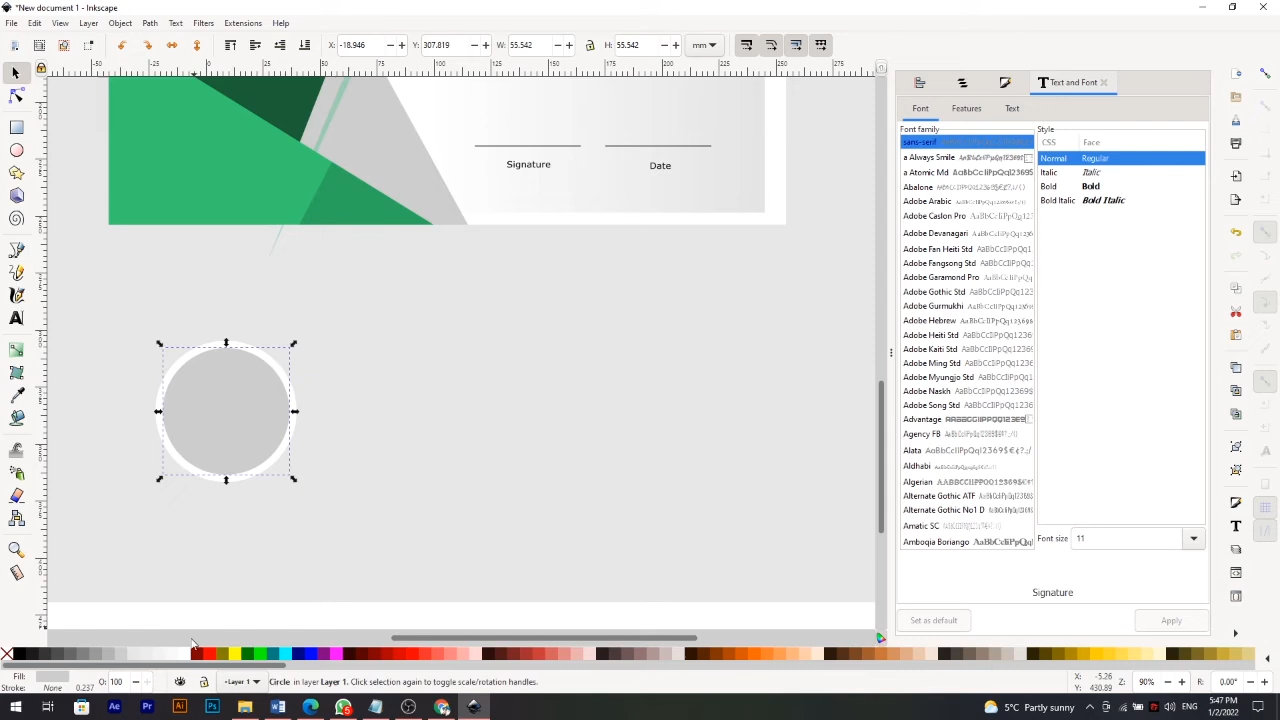 *New document 1 - Inkscape
File Edit View Layer Object Path Text Filters Extensions Help
X: -18.946 Y: 307.819 W: 55.542 H: 55.542 mm
Text and Font
Font Features Text
Font family Style
CSS Face
sans-serif
Normal Regular
a Always Smile
Italic Italic
a Atomic Md
Bold Bold
Abalone
Bold Italic Bold Italic
Adobe Arabic
Adobe Caslon Pro
Adobe Devanagari
Adobe Fan Heiti Std
Adobe Fangsong Std
Adobe Garamond Pro
Adobe Gothic Std
Adobe Gurmukhi
Adobe Hebrew
Adobe Heiti Std
Adobe Kaiti Std
Adobe Ming Std
Adobe Myungjo Std
Adobe Naskh
Adobe Song Std
Advantage
Agency FB
Alata
Aldhabi
Algerian
Alternate Gothic ATF
Alternate Gothic No1 D
Amatic SC
Amboqia Boriango
Signature Date
Font size 11
Signature
Set as default Apply
Fill:
Stroke: None 0.237
O: 100
Layer 1
Circle in layer Layer 1. Click selection again to toggle scale/rotation handles.
X: -5.26
Y: 430.89
Z: 90%
R: 0.00°
5°C Partly sunny
ENG
5:47 PM
1/2/2022